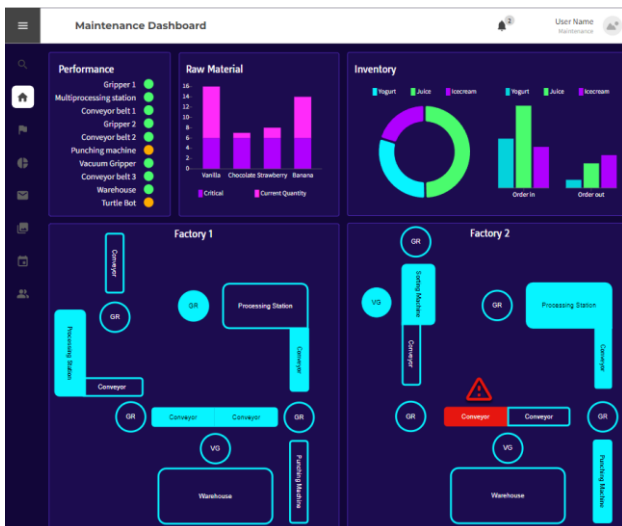 Maintenance Dashboard
2
User Name
Maintenance
Performance
Gripper 1
Multiprocessing station
Conveyor belt 1
Gripper 2
Conveyor belt 2
Punching machine
Vacuum Gripper
Conveyor belt 3
Warehouse
Turtle Bot
Raw Material
16
14
12
10
8
6
4
2
0
Vanilla Chocolate Strawberry Banana
Critical Current Quantity
Inventory
Yogurt Juice Icecream
Yogurt Juice Icecream
Order in Order out
Factory 1
Conveyor
GR
GR
Processing Station
Processing Station
Conveyor
Conveyor
GR
Conveyor
Conveyor
GR
VG
Punching Machine
Warehouse
Factory 2
GR
Sorting Machine
VG
GR
Processing Station
Conveyor
Conveyor
GR
Conveyor
Conveyor
GR
VG
Punching Machine
Warehouse